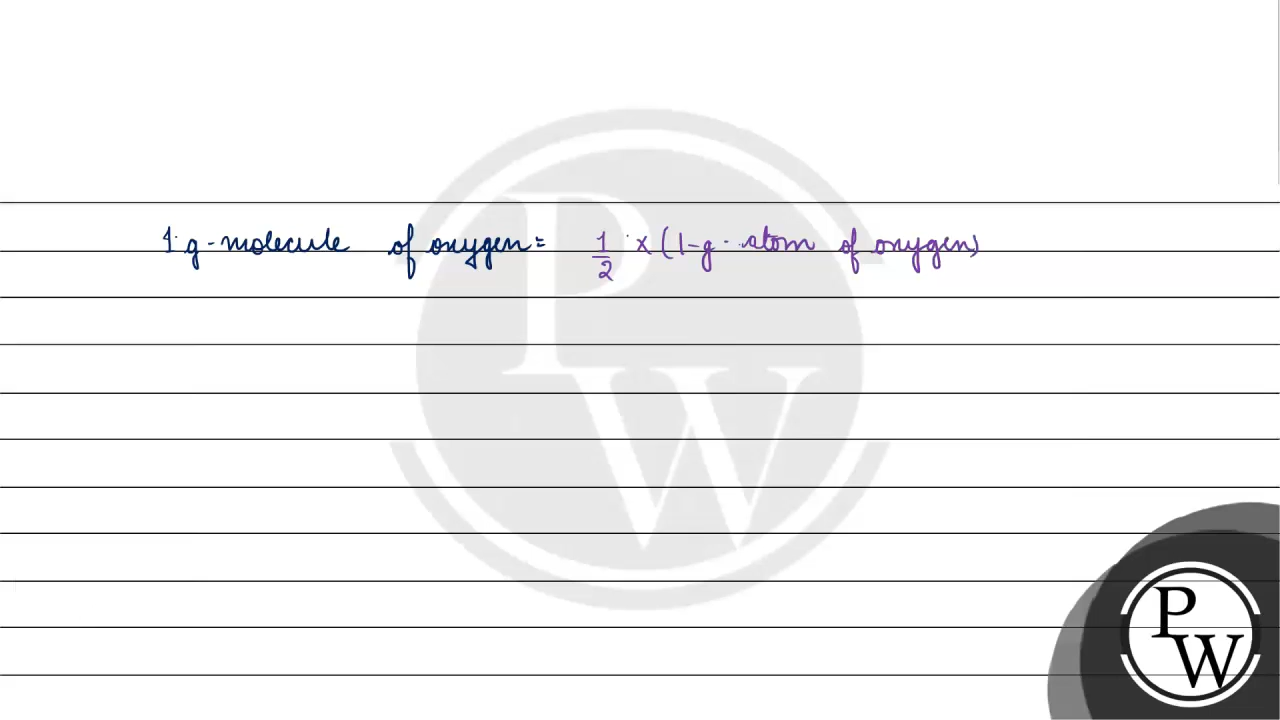 1 g-molecule of oxygen = 1/2 × (1-g-atom of oxygen)
P
W
P
W